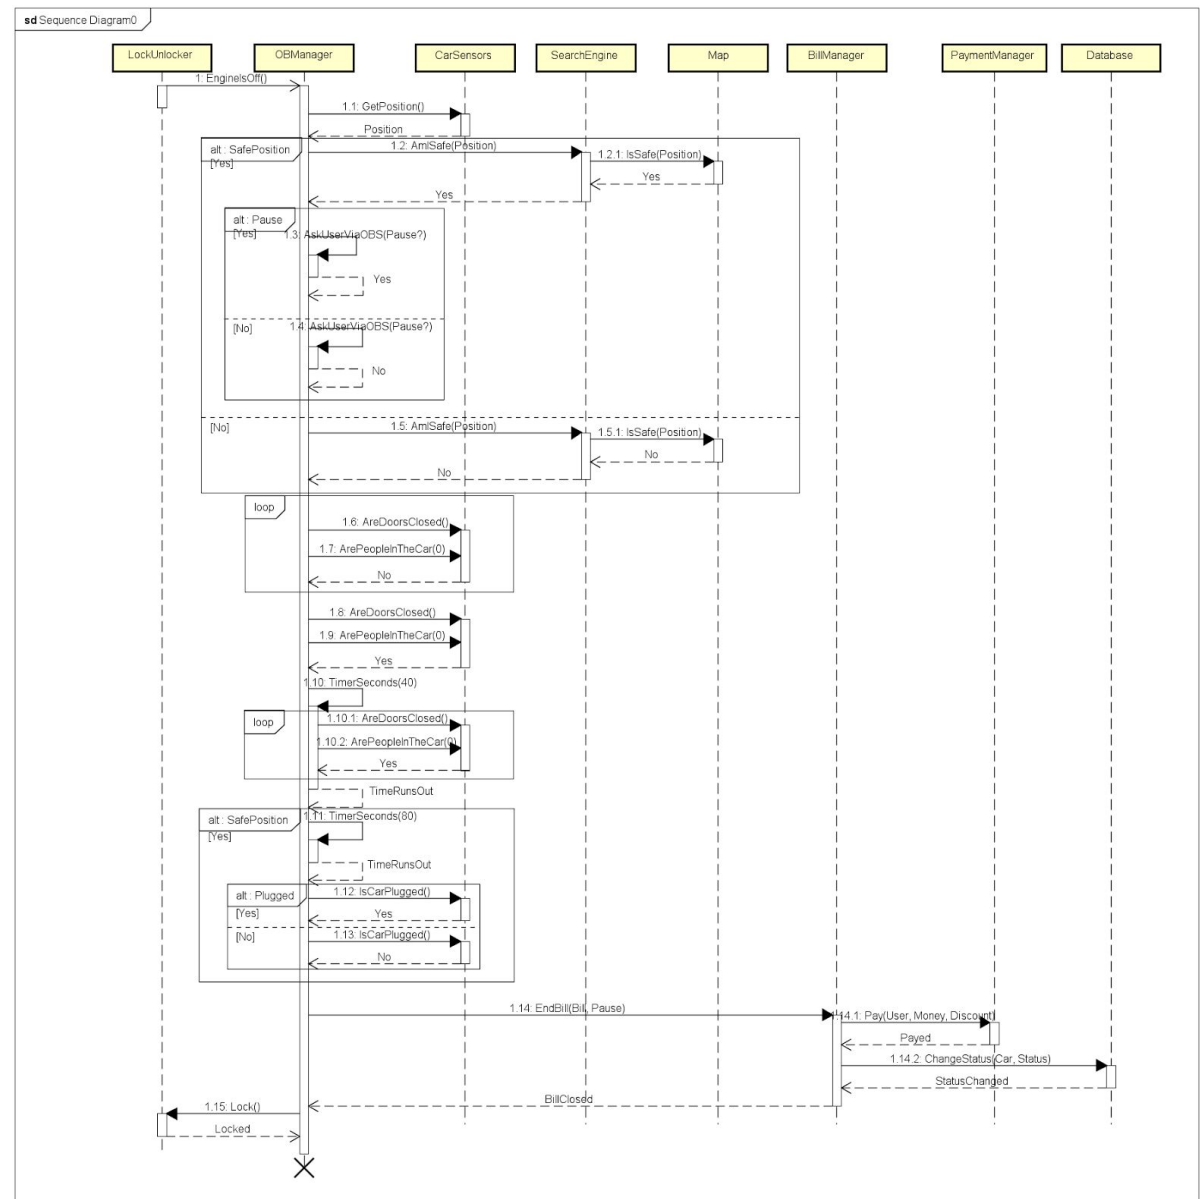 sd Sequence Diagram0
LockUnlocker OBManager CarSensors SearchEngine Map BillManager PaymentManager Database
1: EngineIsOff()
1.1: GetPosition()
Position
alt : SafePosition
[Yes]
1.2: AmISafe(Position)
1.2.1: IsSafe(Position)
Yes
Yes
alt : Pause
[Yes]
1.3: AskUserViaOBS(Pause?)
Yes
[No]
1.4: AskUserViaOBS(Pause?)
No
[No]
1.5: AmISafe(Position)
1.5.1: IsSafe(Position)
No
No
loop
1.6: AreDoorsClosed()
1.7: ArePeopleInTheCar(0)
No
1.8: AreDoorsClosed()
1.9: ArePeopleInTheCar(0)
Yes
1.10: TimerSeconds(40)
loop
1.10.1: AreDoorsClosed()
1.10.2: ArePeopleInTheCar(0)
Yes
TimeRunsOut
alt : SafePosition
[Yes]
1.11: TimerSeconds(80)
TimeRunsOut
alt : Plugged
[Yes]
1.12: IsCarPlugged()
Yes
[No]
1.13: IsCarPlugged()
No
1.14: EndBill(Bill, Pause)
1.14.1: Pay(User, Money, Discount)
Payed
1.14.2: ChangeStatus(Car, Status)
StatusChanged
BillClosed
1.15: Lock()
Locked